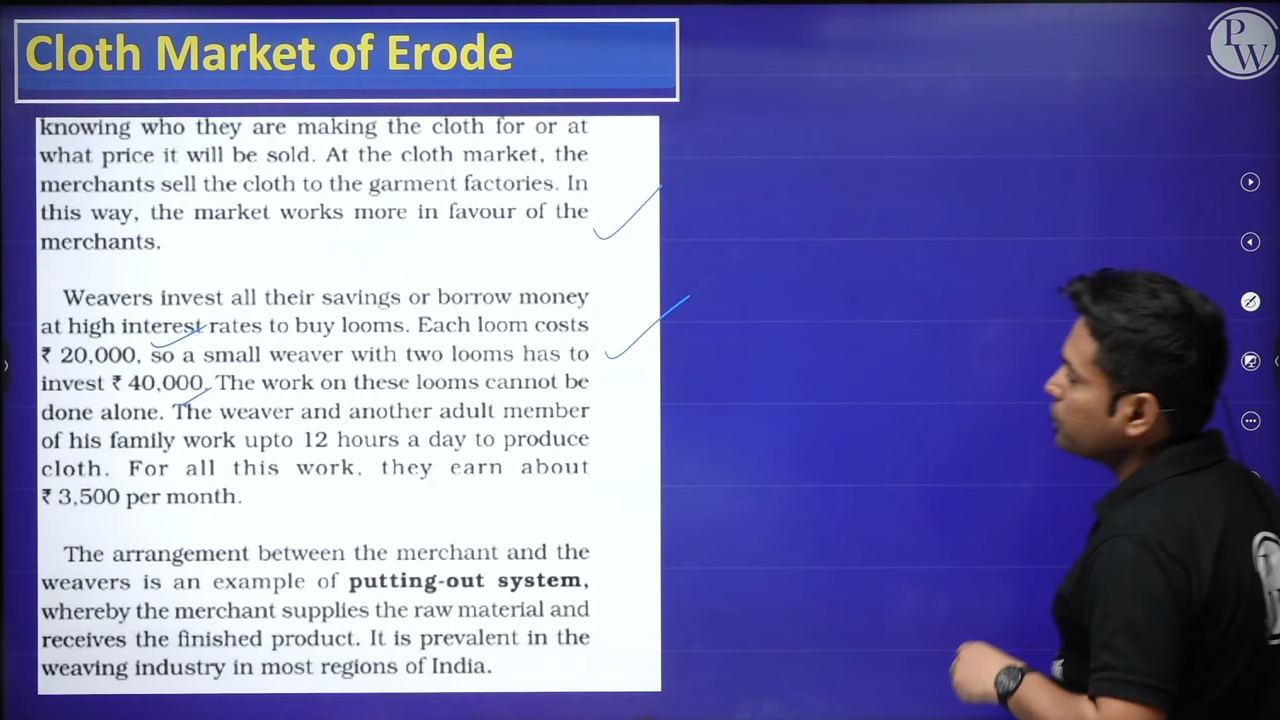 Cloth Market of Erode
PW
knowing who they are making the cloth for or at
what price it will be sold. At the cloth market, the
merchants sell the cloth to the garment factories. In
this way, the market works more in favour of the
merchants.
Weavers invest all their savings or borrow money
at high interest rates to buy looms. Each loom costs
₹ 20,000, so a small weaver with two looms has to
invest ₹ 40,000. The work on these looms cannot be
done alone. The weaver and another adult member
of his family work upto 12 hours a day to produce
cloth. For all this work, they earn about
₹ 3,500 per month.
The arrangement between the merchant and the
weavers is an example of putting-out system,
whereby the merchant supplies the raw material and
receives the finished product. It is prevalent in the
weaving industry in most regions of India.